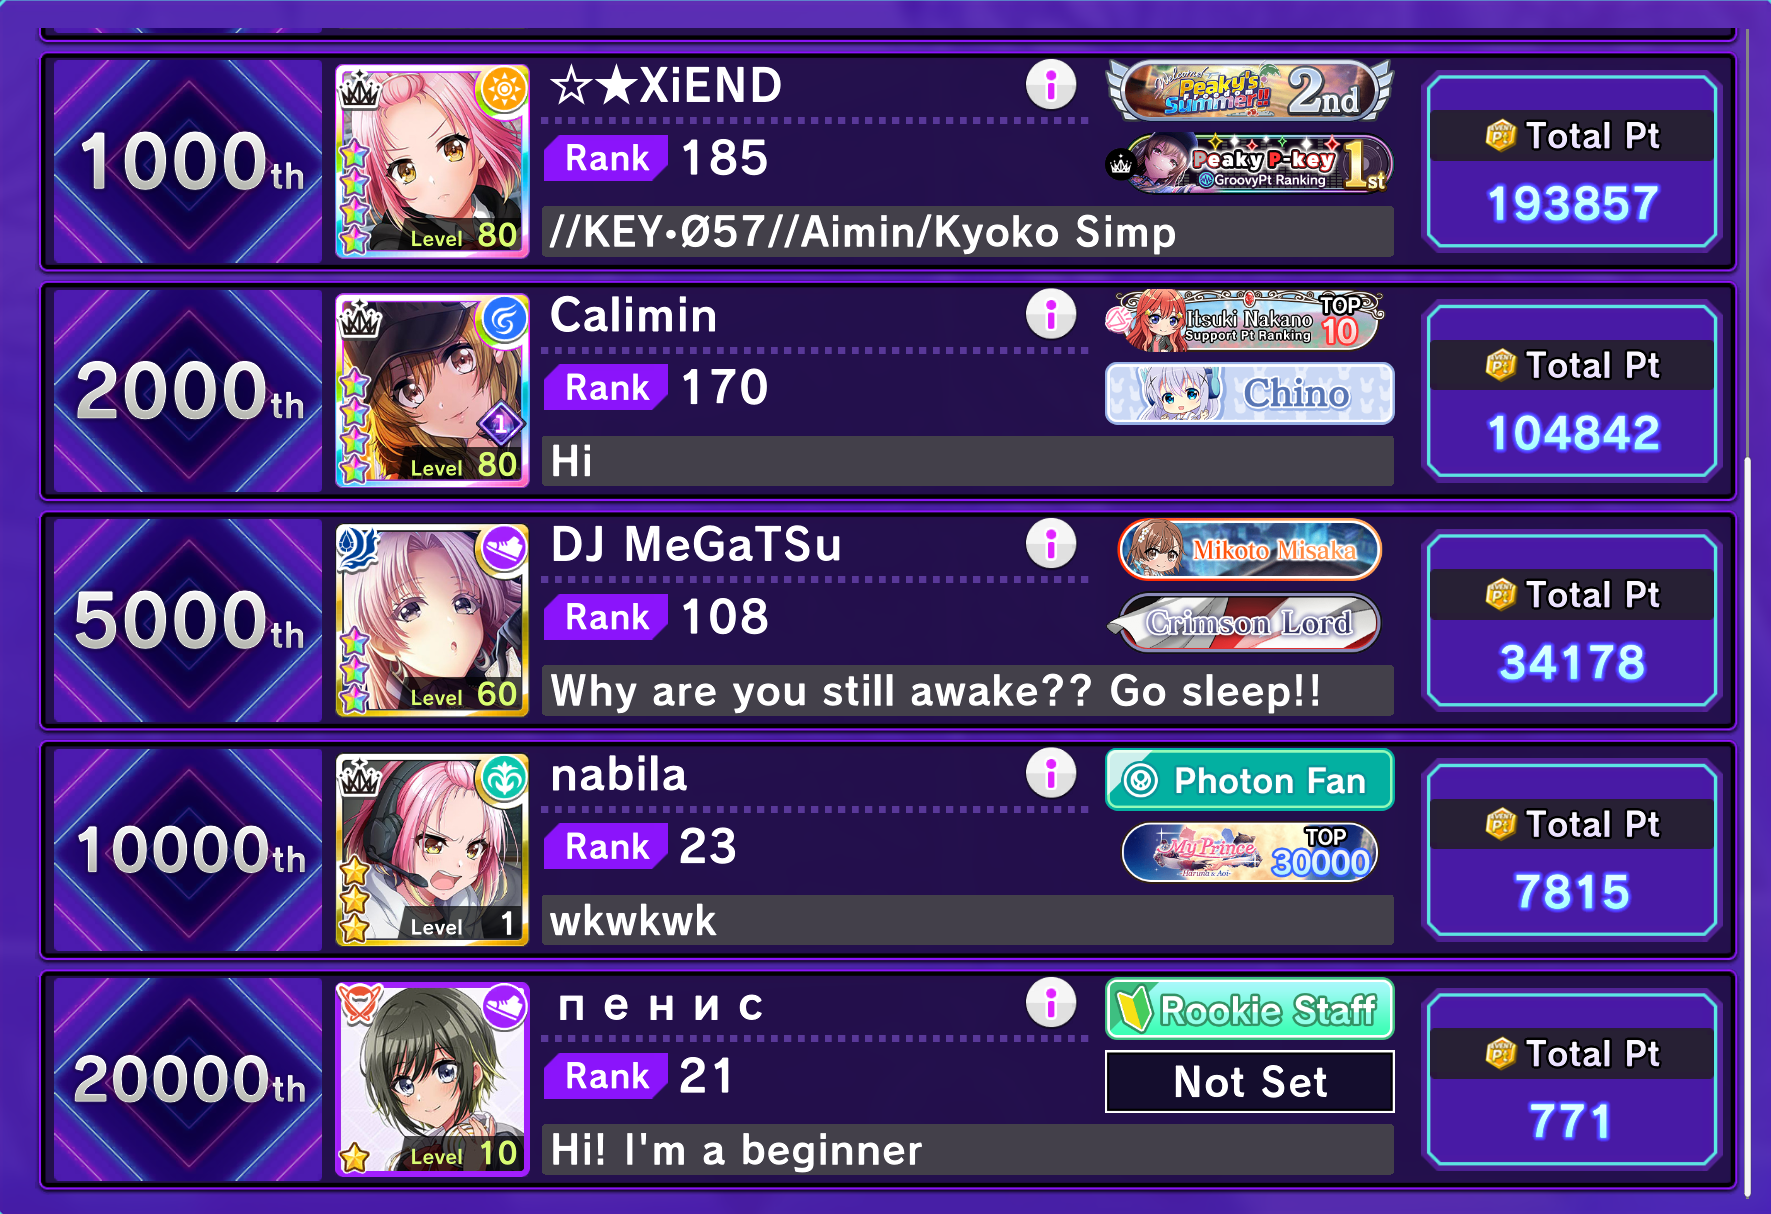 1000th
☆★XiEND
Rank 185
//KEY•Ø57//Aimin/Kyoko Simp
Level 80
Peaky's Summer!! 2nd
Peaky P-key 1st
GroovyPt Ranking
Total Pt
193857
2000th
Calimin
Rank 170
Hi
1
Level 80
Itsuki Nakano TOP 10
Support Pt Ranking
Chino
Total Pt
104842
5000th
DJ MeGaTSu
Rank 108
Why are you still awake?? Go sleep!!
Level 60
Mikoto Misaka
Crimson Lord
Total Pt
34178
10000th
nabila
Rank 23
wkwkwk
Level 1
Photon Fan
My Prince TOP 30000
-Haruna & Aoi-
Total Pt
7815
20000th
п е н и с
Rank 21
Hi! I'm a beginner
Level 10
Rookie Staff
Not Set
Total Pt
771